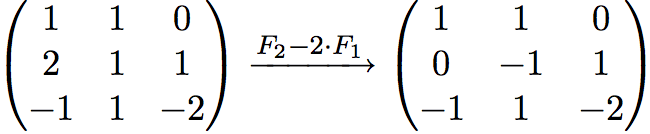 1 1 0 1 1 0
2 1 1 F₂−2·F₁ 0 −1 1
−1 1 −2 −1 1 −2